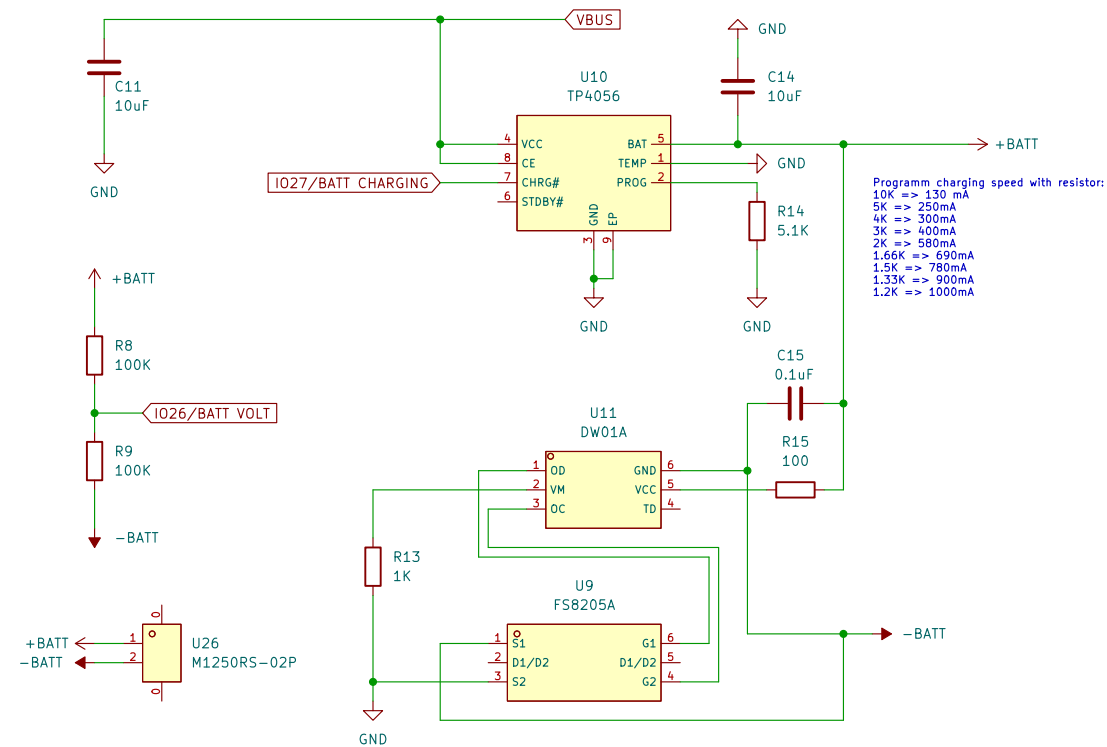 VBUS
GND
C11
10uF
GND
U10
TP4056
C14
10uF
4
VCC
8
CE
7
CHRG#
6
STDBY#
BAT
5
TEMP
1
PROG
2
GND
3
EP
9
IO27/BATT CHARGING
+BATT
GND
R14
5.1K
GND
GND
Programm charging speed with resistor:
10K => 130 mA
5K => 250mA
4K => 300mA
3K => 400mA
2K => 580mA
1.66K => 690mA
1.5K => 780mA
1.33K => 900mA
1.2K => 1000mA
+BATT
R8
100K
IO26/BATT VOLT
R9
100K
-BATT
C15
0.1uF
R15
100
U11
DW01A
1
OD
2
VM
3
OC
GND
6
VCC
5
TD
4
R13
1K
GND
U9
FS8205A
1
S1
2
D1/D2
3
S2
G1
6
D1/D2
5
G2
4
-BATT
+BATT
-BATT
1
2
0
0
U26
M1250RS-02P